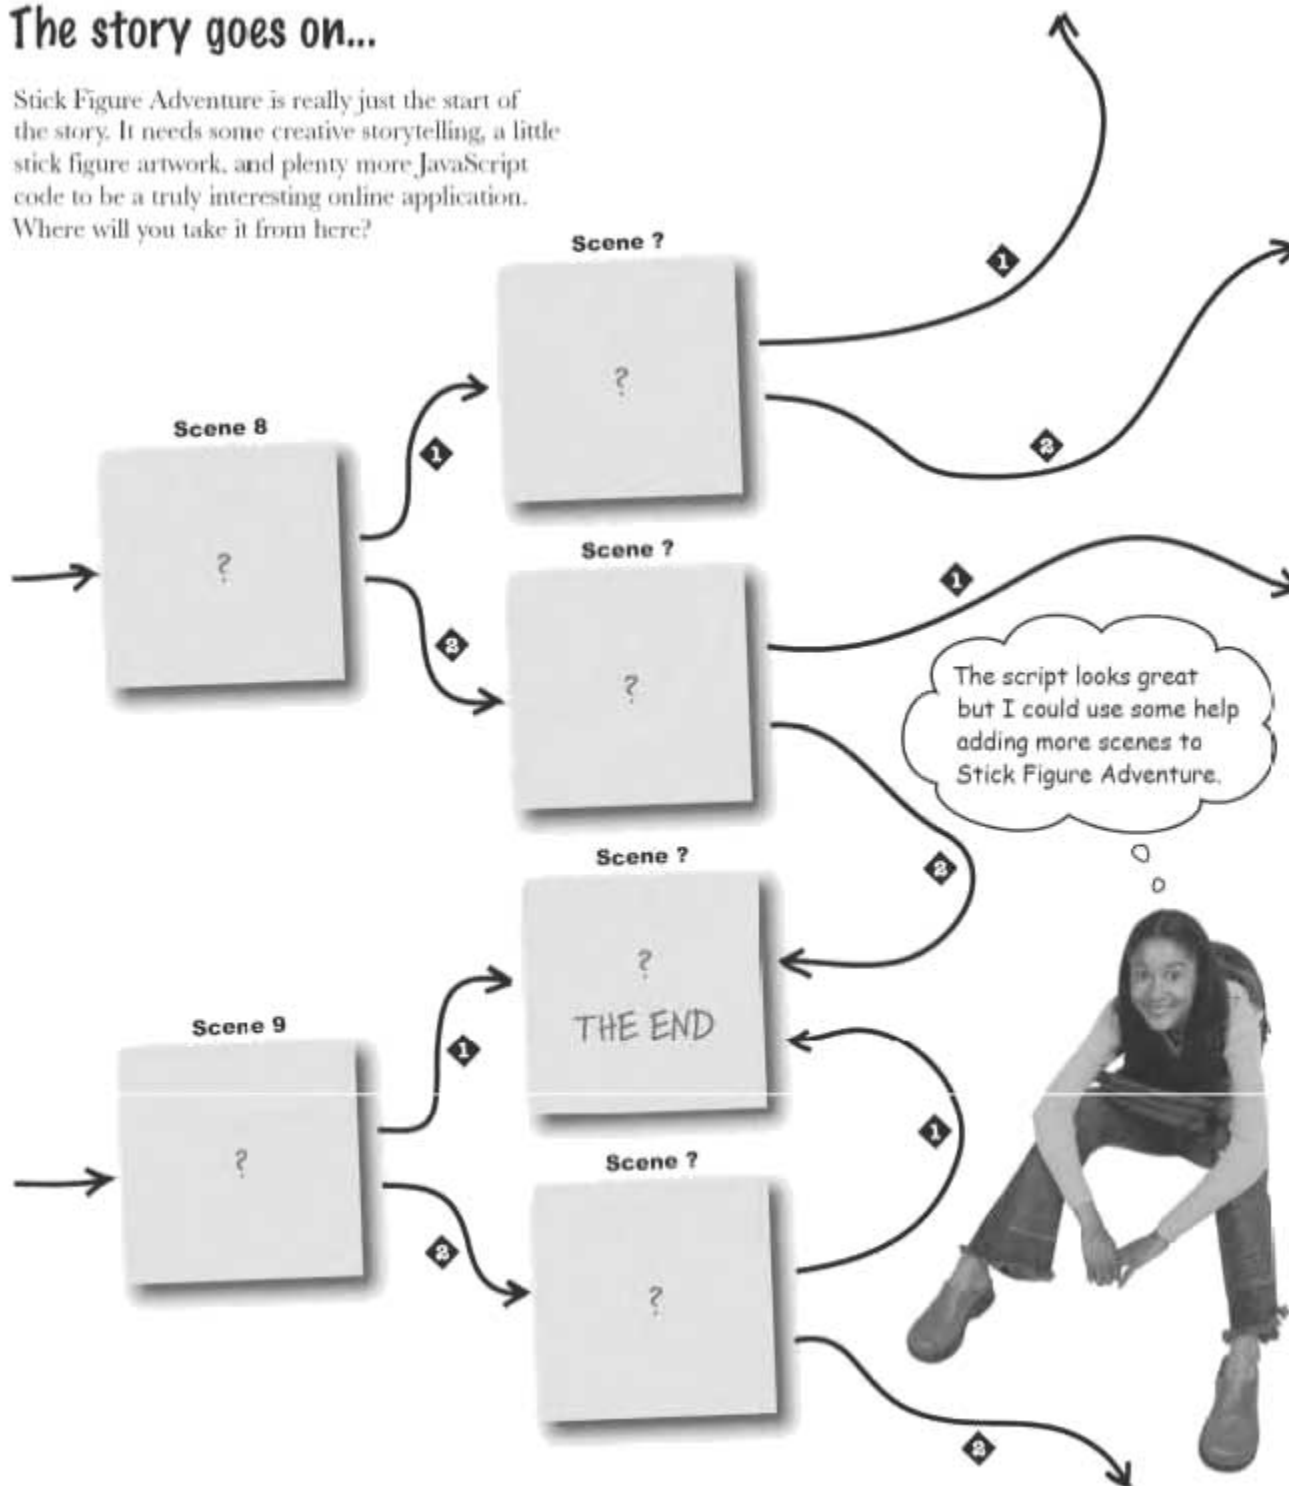 The story goes on...
Stick Figure Adventure is really just the start of
the story. It needs some creative storytelling, a little
stick figure artwork, and plenty more JavaScript
code to be a truly interesting online application.
Where will you take it from here?
Scene ?
?
1
2
Scene 8
?
1
2
Scene ?
?
1
2
The script looks great
but I could use some help
adding more scenes to
Stick Figure Adventure.
Scene ?
?
THE END
Scene 9
?
1
2
Scene ?
?
1
2